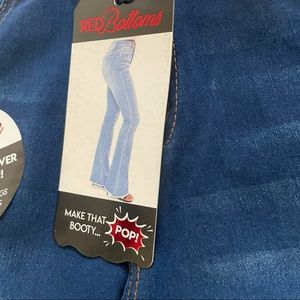 RED Bottoms
MAKE THAT
BOOTY...
POP!